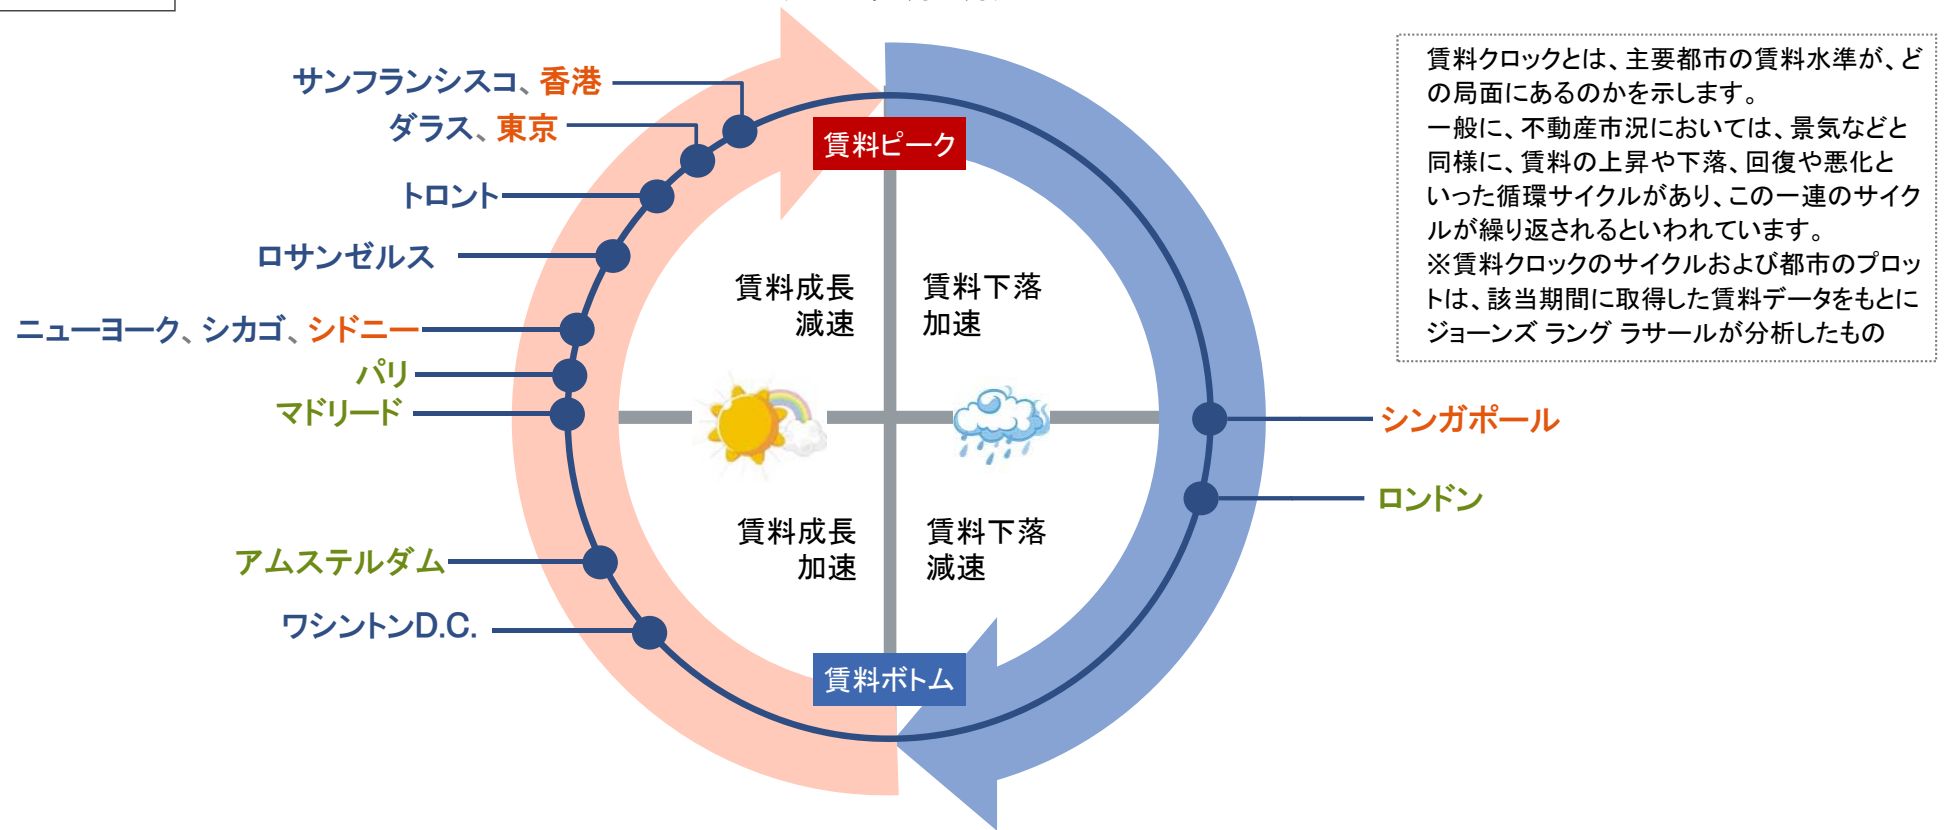 サンフランシスコ、香港
ダラス、東京
トロント
ロサンゼルス
ニューヨーク、シカゴ、シドニー
パリ
マドリード
アムステルダム
ワシントンD.C.
賃料ピーク
賃料成長
減速
賃料下落
加速
賃料成長
加速
賃料下落
減速
賃料ボトム
シンガポール
ロンドン
賃料クロックとは、主要都市の賃料水準が、ど
の局面にあるのかを示します。
一般に、不動産市況においては、景気などと
同様に、賃料の上昇や下落、回復や悪化と
いった循環サイクルがあり、この一連のサイク
ルが繰り返されるといわれています。
※賃料クロックのサイクルおよび都市のプロッ
トは、該当期間に取得した賃料データをもとに
ジョーンズ ラング ラサールが分析したもの